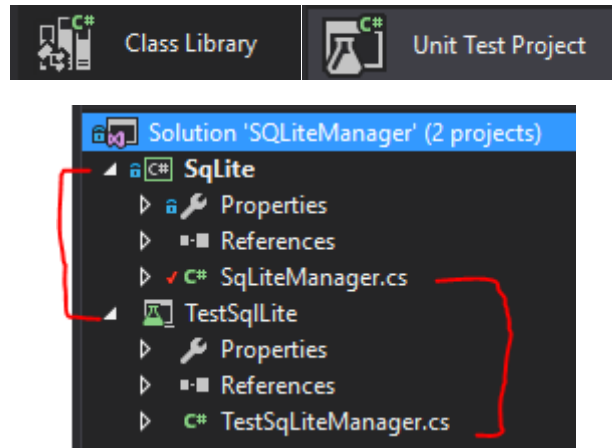 C#
Class Library
C#
Unit Test Project
Solution 'SQLiteManager' (2 projects)
C# SqLite
Properties
References
C# SqLiteManager.cs
TestSqlLite
Properties
References
C# TestSqLiteManager.cs